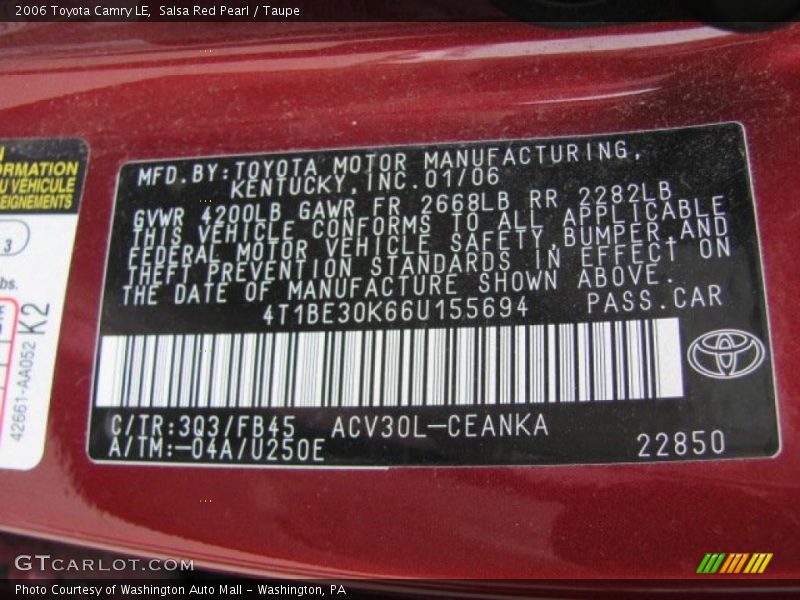 2006 Toyota Camry LE, Salsa Red Pearl / Taupe
MFD.BY:TOYOTA MOTOR MANUFACTURING,
KENTUCKY,INC.01/06
GVWR 4200LB GAWR FR 2668LB RR 2282LB
THIS VEHICLE CONFORMS TO ALL APPLICABLE
FEDERAL MOTOR VEHICLE SAFETY,BUMPER,AND
THEFT PREVENTION STANDARDS IN EFFECT ON
THE DATE OF MANUFACTURE SHOWN ABOVE.
4T1BE30K66U155694 PASS.CAR
C/TR:3Q3/FB45 ACV30L-CEANKA
A/TM:-04A/U250E 22850
VÉHICULE
3
bs.
42661-AA052 K2
GTCARLOT.COM
Photo Courtesy of Washington Auto Mall - Washington, PA